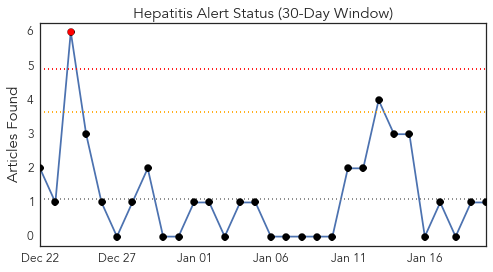 Hepatitis Alert Status (30-Day Window)
Articles Found
6
5
4
3
2
1
0
Dec 22 Dec 27 Jan 01 Jan 06 Jan 11 Jan 16